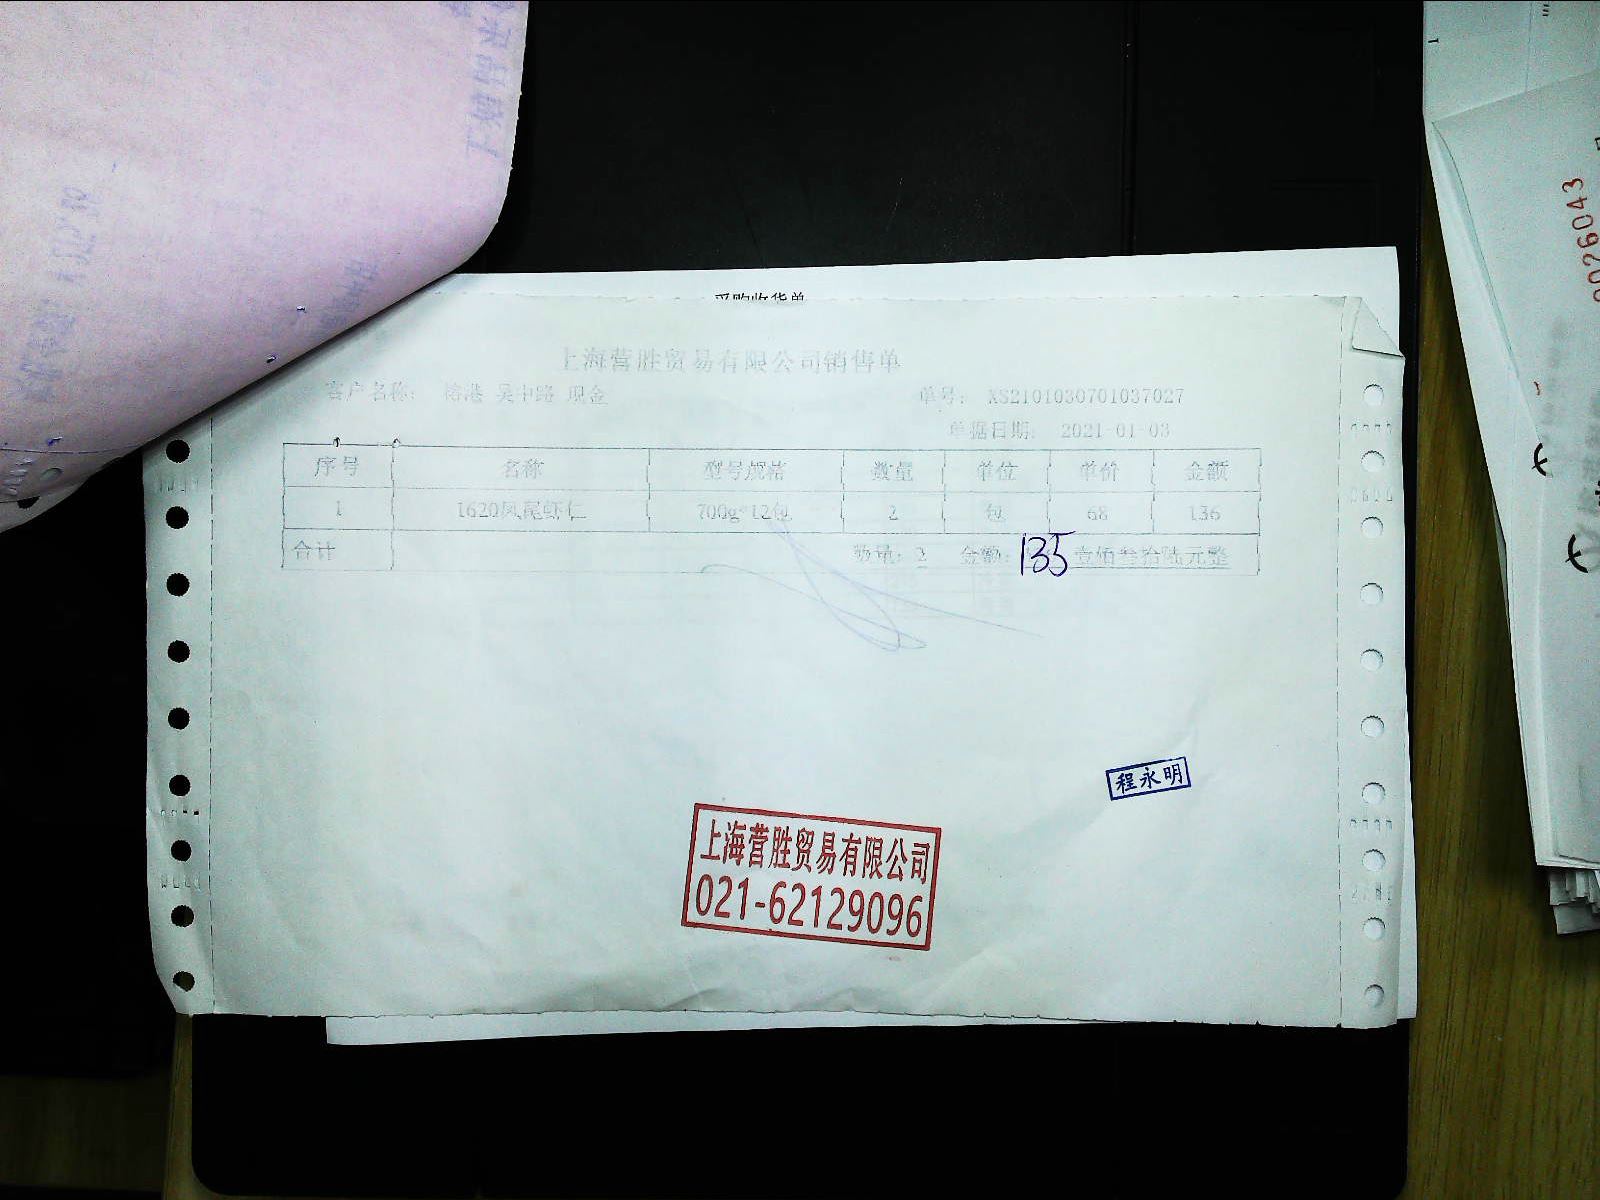 采购收货单
上海营胜贸易有限公司销售单
客户名称： 榕港 吴中路 现金 单号： XS2101030701037027
单据日期： 2021-01-03
序号 名称 型号规格 数量 单位 单价 金额
1 1620凤尾虾仁 700g*12包 2 包 68 136
合计 数量：2 金额： 135 壹佰叁拾陆元整
程永明
上海营胜贸易有限公司
021-62129096
0026043